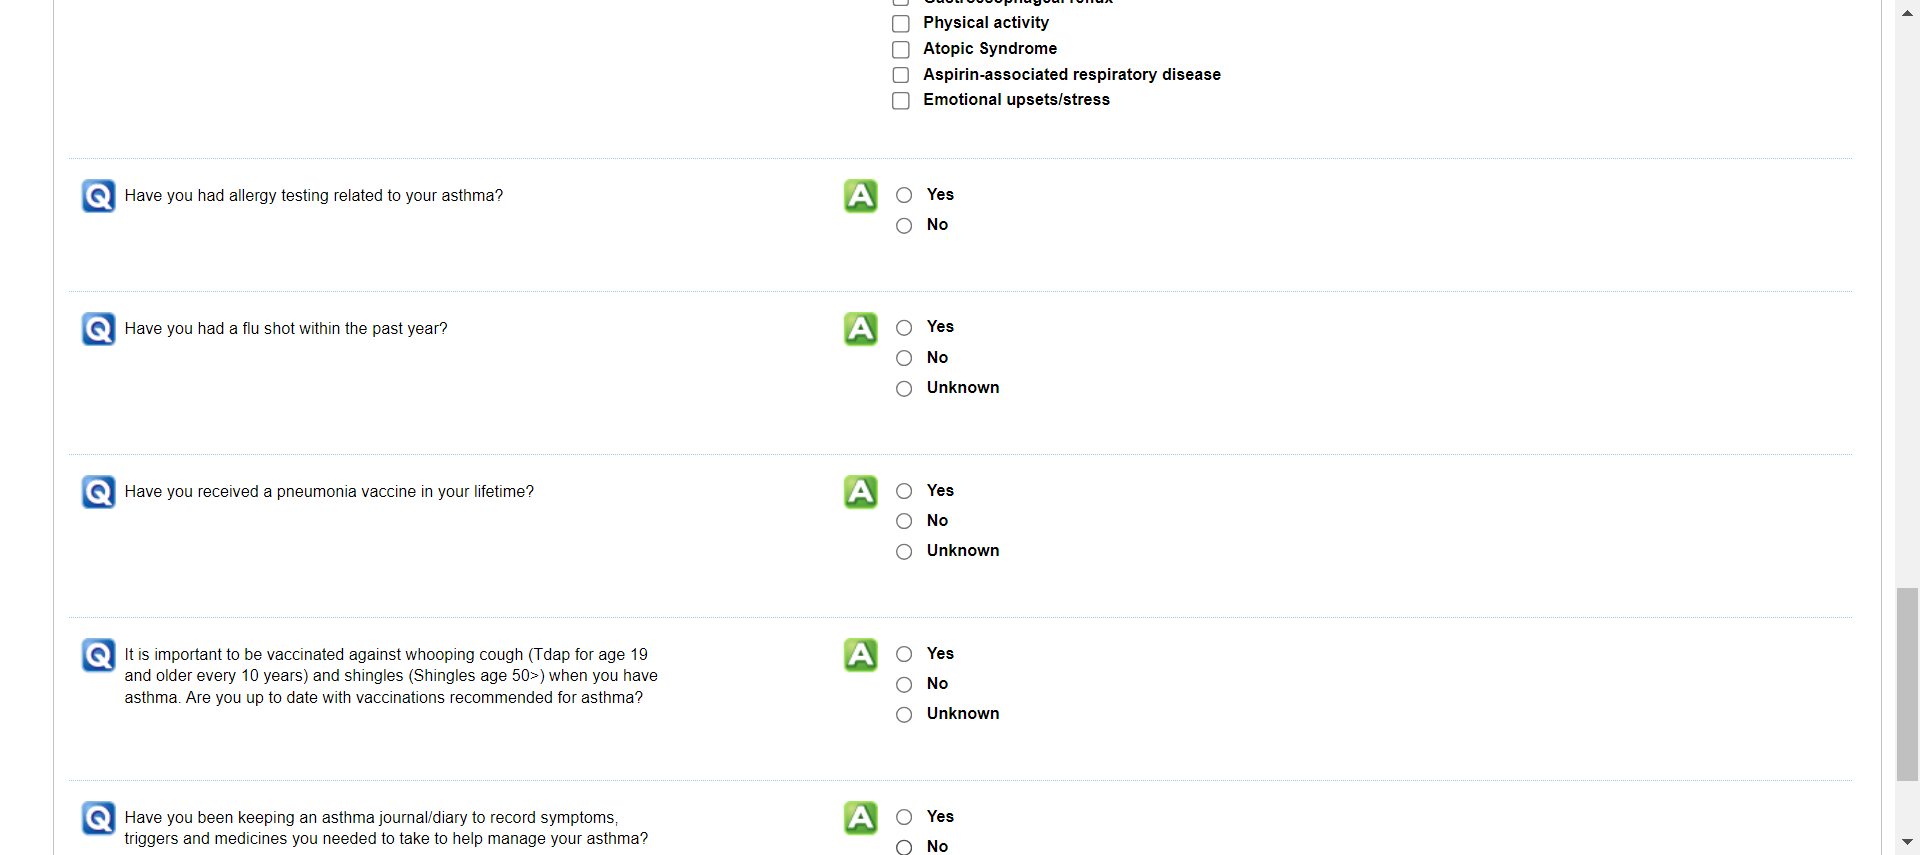 Gastroesophageal reflux
Physical activity
Atopic Syndrome
Aspirin-associated respiratory disease
Emotional upsets/stress
Q Have you had allergy testing related to your asthma?
A Yes
No
Q Have you had a flu shot within the past year?
A Yes
No
Unknown
Q Have you received a pneumonia vaccine in your lifetime?
A Yes
No
Unknown
Q It is important to be vaccinated against whooping cough (Tdap for age 19
and older every 10 years) and shingles (Shingles age 50>) when you have
asthma. Are you up to date with vaccinations recommended for asthma?
A Yes
No
Unknown
Q Have you been keeping an asthma journal/diary to record symptoms,
triggers and medicines you needed to take to help manage your asthma?
A Yes
No